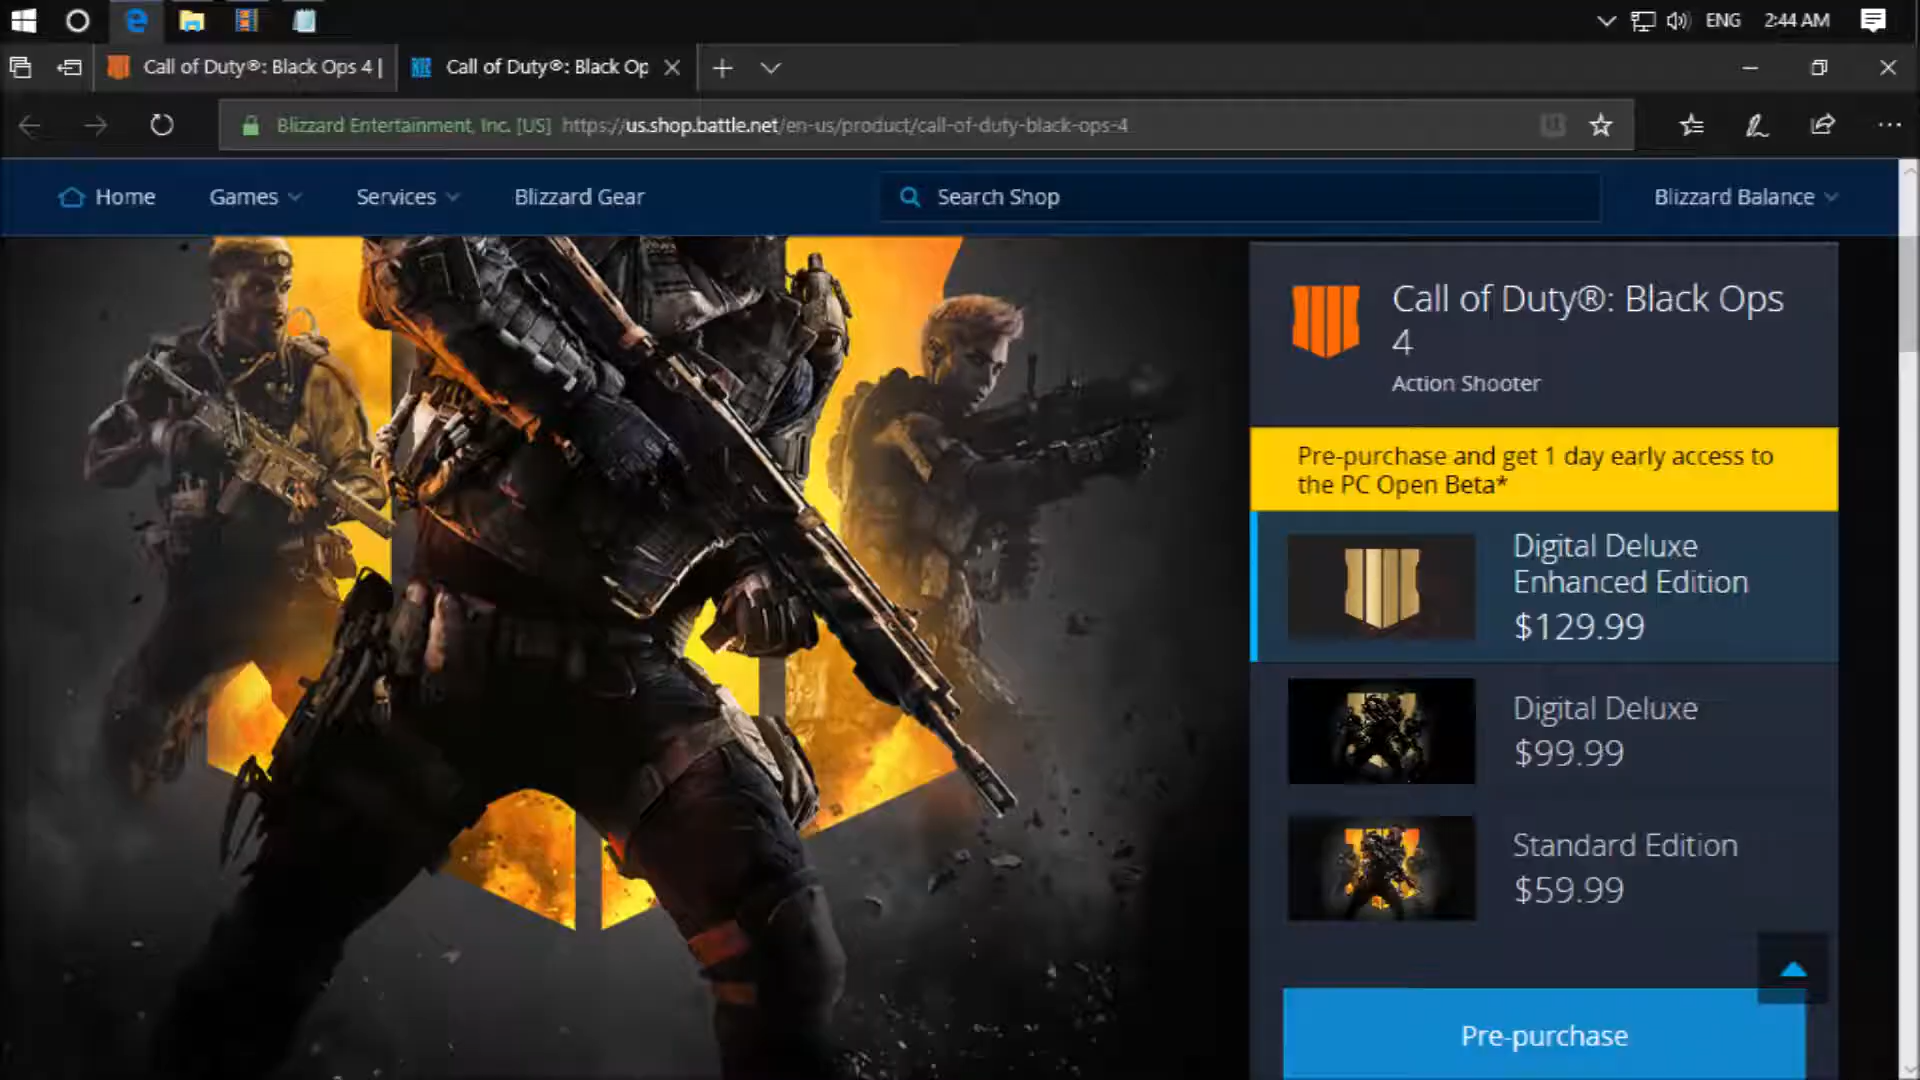 ENG 2:44 AM
Call of Duty®: Black Ops 4 |
Call of Duty®: Black Op
Blizzard Entertainment, Inc. [US] https://us.shop.battle.net/en-us/product/call-of-duty-black-ops-4
Home Games Services Blizzard Gear Search Shop Blizzard Balance
Call of Duty®: Black Ops
4
Action Shooter
Pre-purchase and get 1 day early access to
the PC Open Beta*
Digital Deluxe
Enhanced Edition
$129.99
Digital Deluxe
$99.99
Standard Edition
$59.99
Pre-purchase